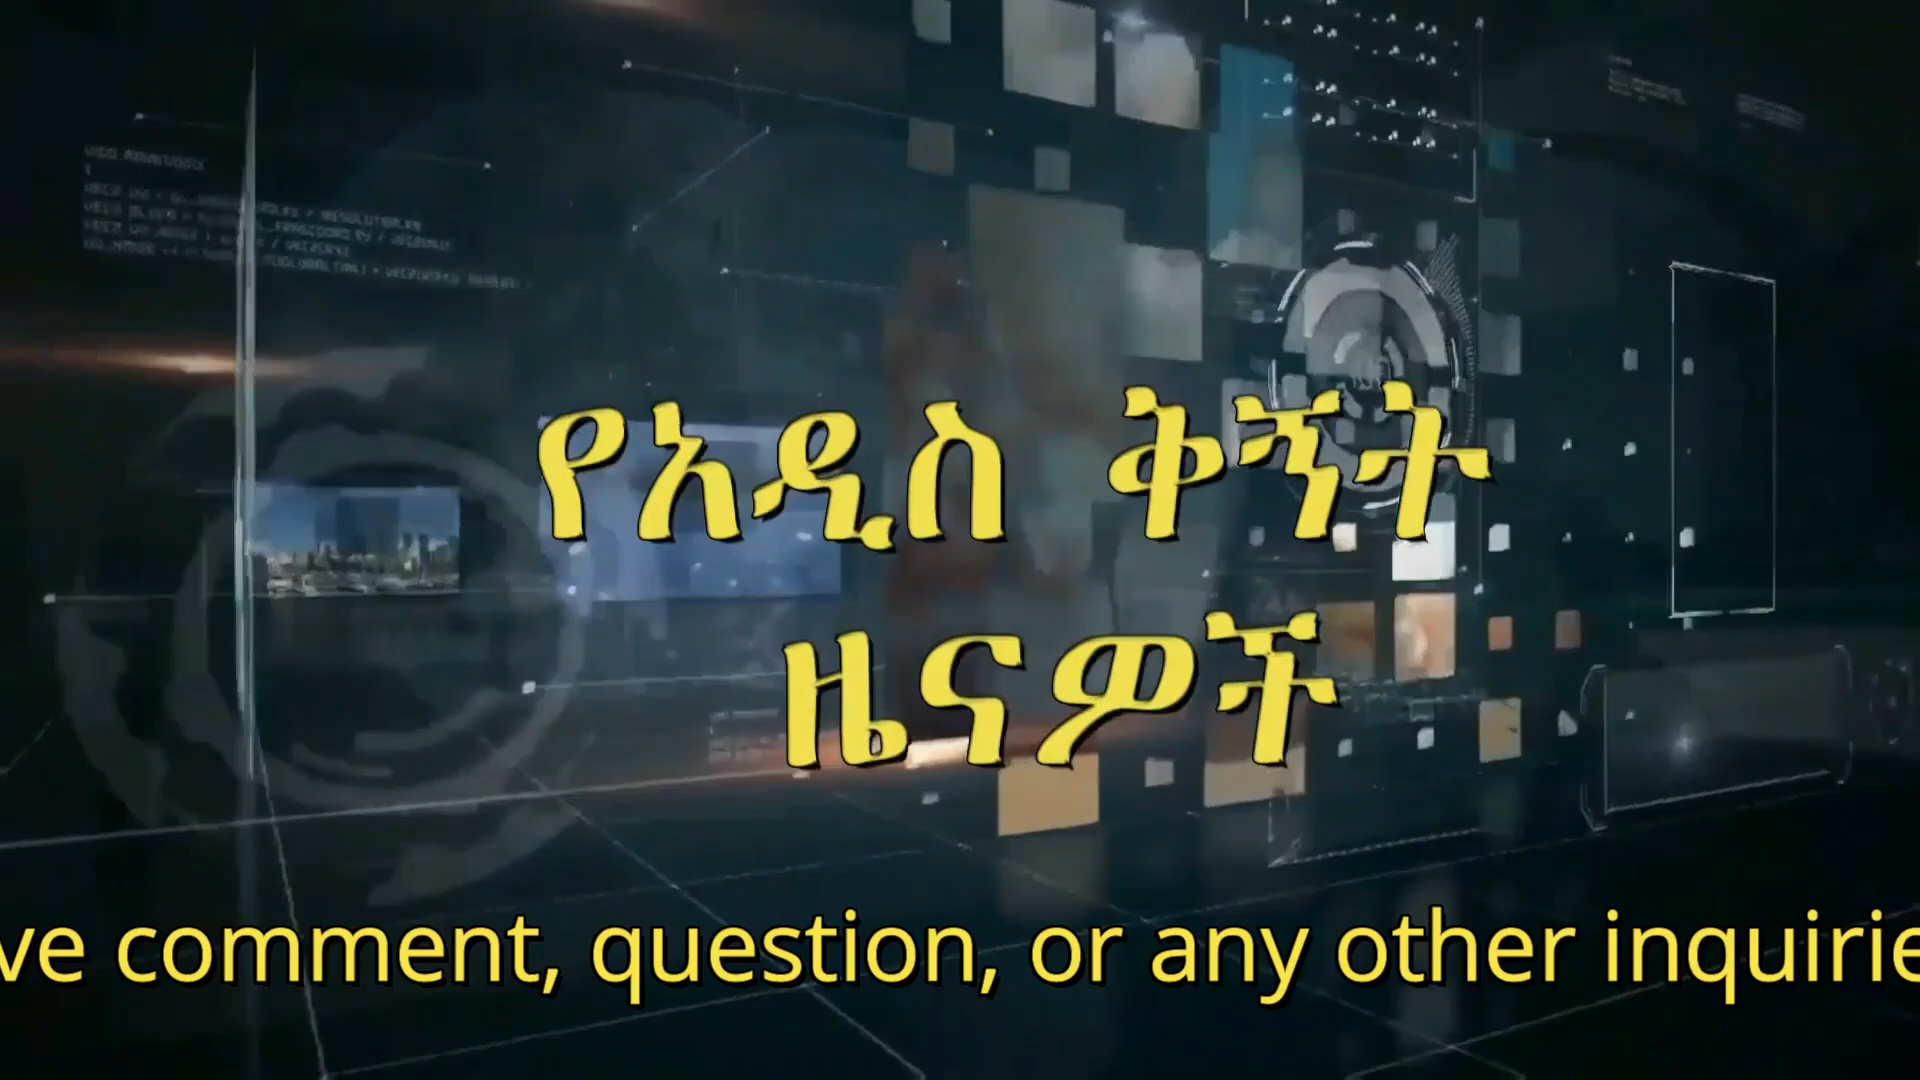 የአዲስ ቅኝት
ዜናዎች
ve comment, question, or any other inquirie